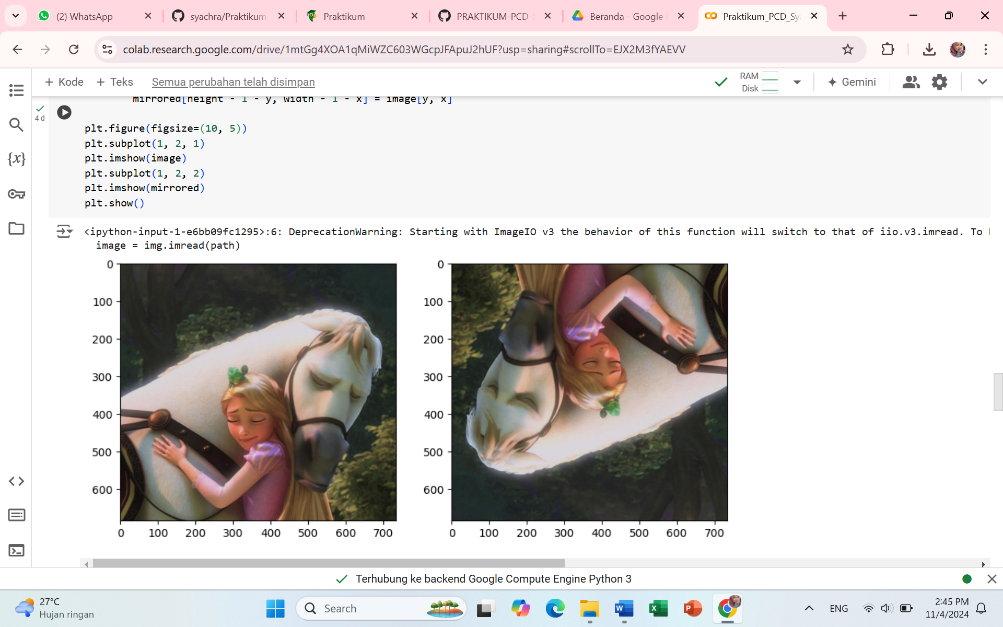 (2) WhatsApp
syachra/Praktikum
Praktikum
PRAKTIKUM-PCD
Beranda - Google
Praktikum_PCD_Sy
colab.research.google.com/drive/1mtGg4XOA1qMiWZC603WGcpJFApuJ2hUF?usp=sharing#scrollTo=EJX2M3fYAEVV
+ Kode + Teks Semua perubahan telah disimpan
RAM
Disk
Gemini
mirrored[height - 1 - y, width - 1 - x] = image[y, x]
4 d
plt.figure(figsize=(10, 5))
plt.subplot(1, 2, 1)
plt.imshow(image)
plt.subplot(1, 2, 2)
plt.imshow(mirrored)
plt.show()
{x}
<ipython-input-1-e6bb09fc1295>:6: DeprecationWarning: Starting with ImageIO v3 the behavior of this function will switch to that of iio.v3.imread. To
image = img.imread(path)
0 0
100 100
200 200
300 300
400 400
500 500
600 600
0 100 200 300 400 500 600 700 0 100 200 300 400 500 600 700
Terhubung ke backend Google Compute Engine Python 3
27°C
Hujan ringan
Search
ENG
2:45 PM
11/4/2024